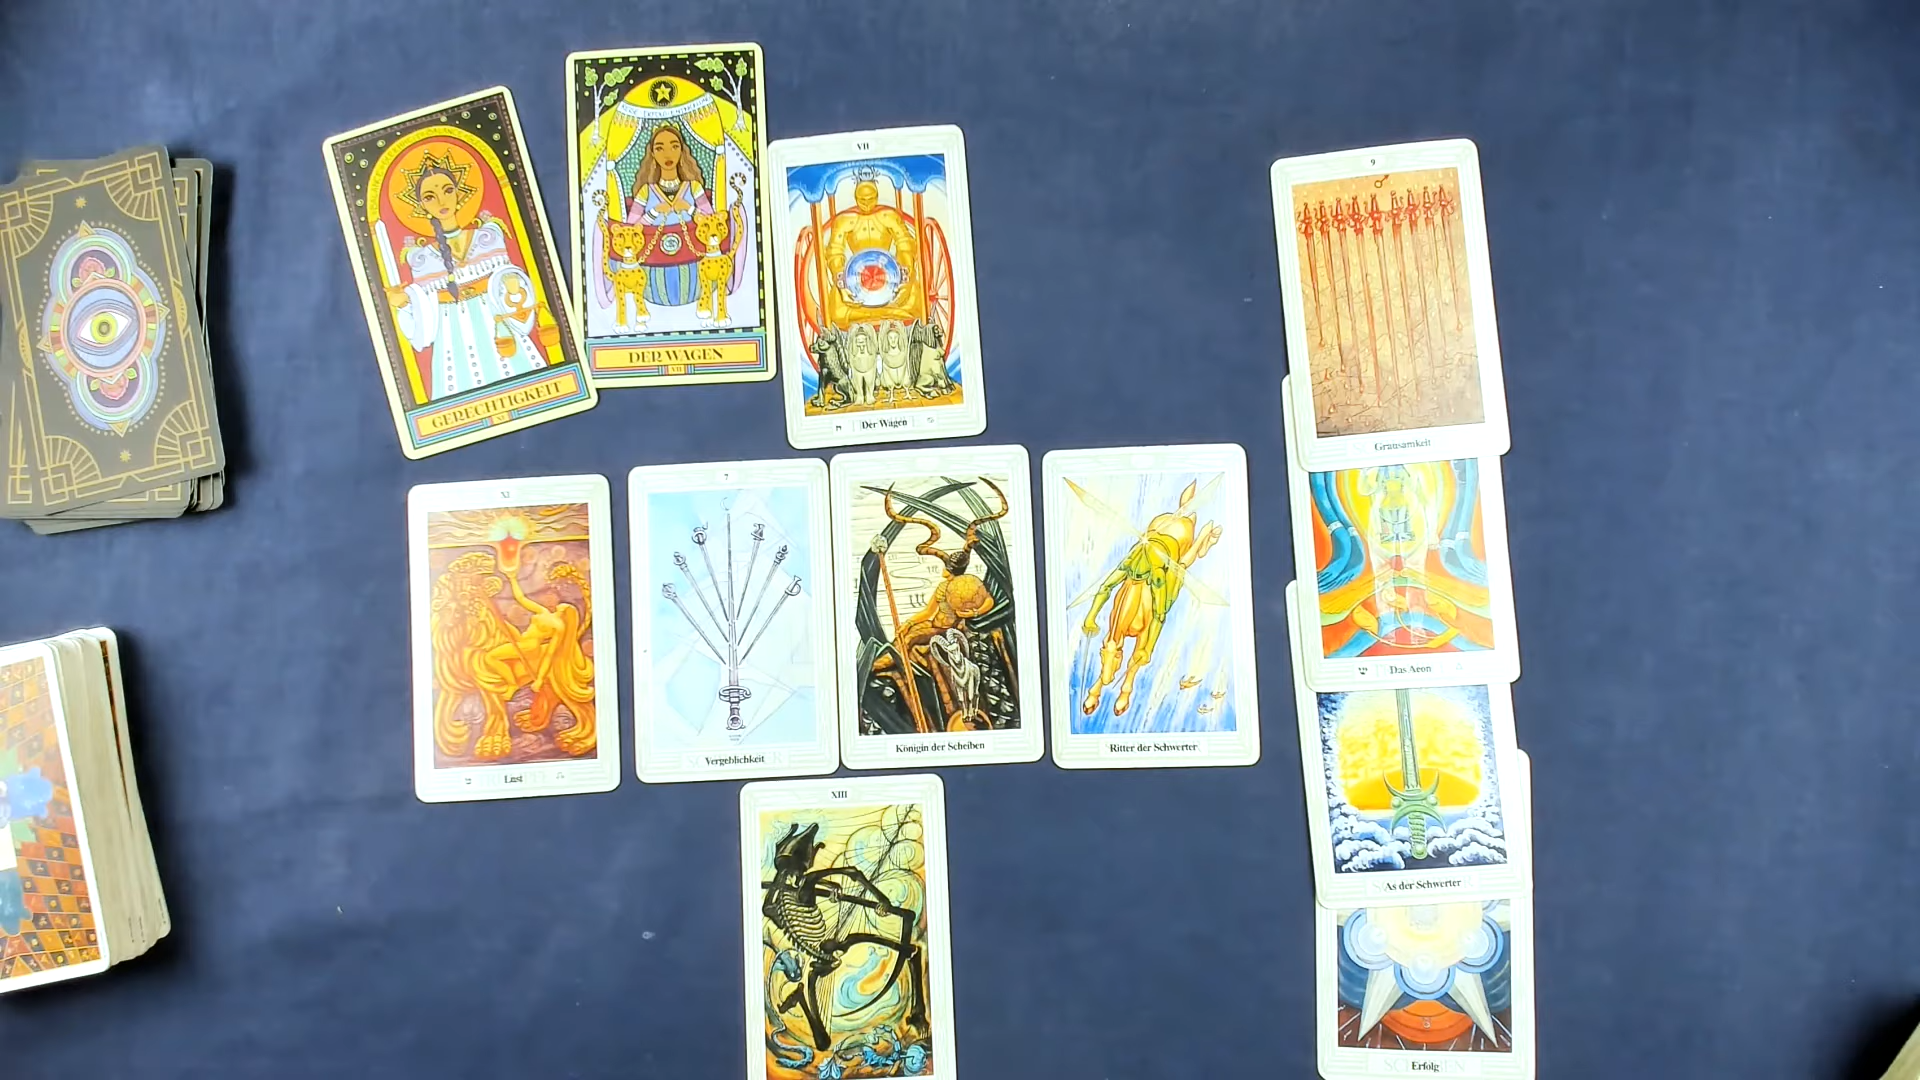 GERECHTIGKEIT
XI
DER WAGEN
VII
VII
Der Wagen
XI
Lust
7
Vergeblichkeit
Königin der Scheiben
Ritter der Schwerter
XIII
9
Grausamkeit
Das Aeon
As der Schwerter
Erfolg